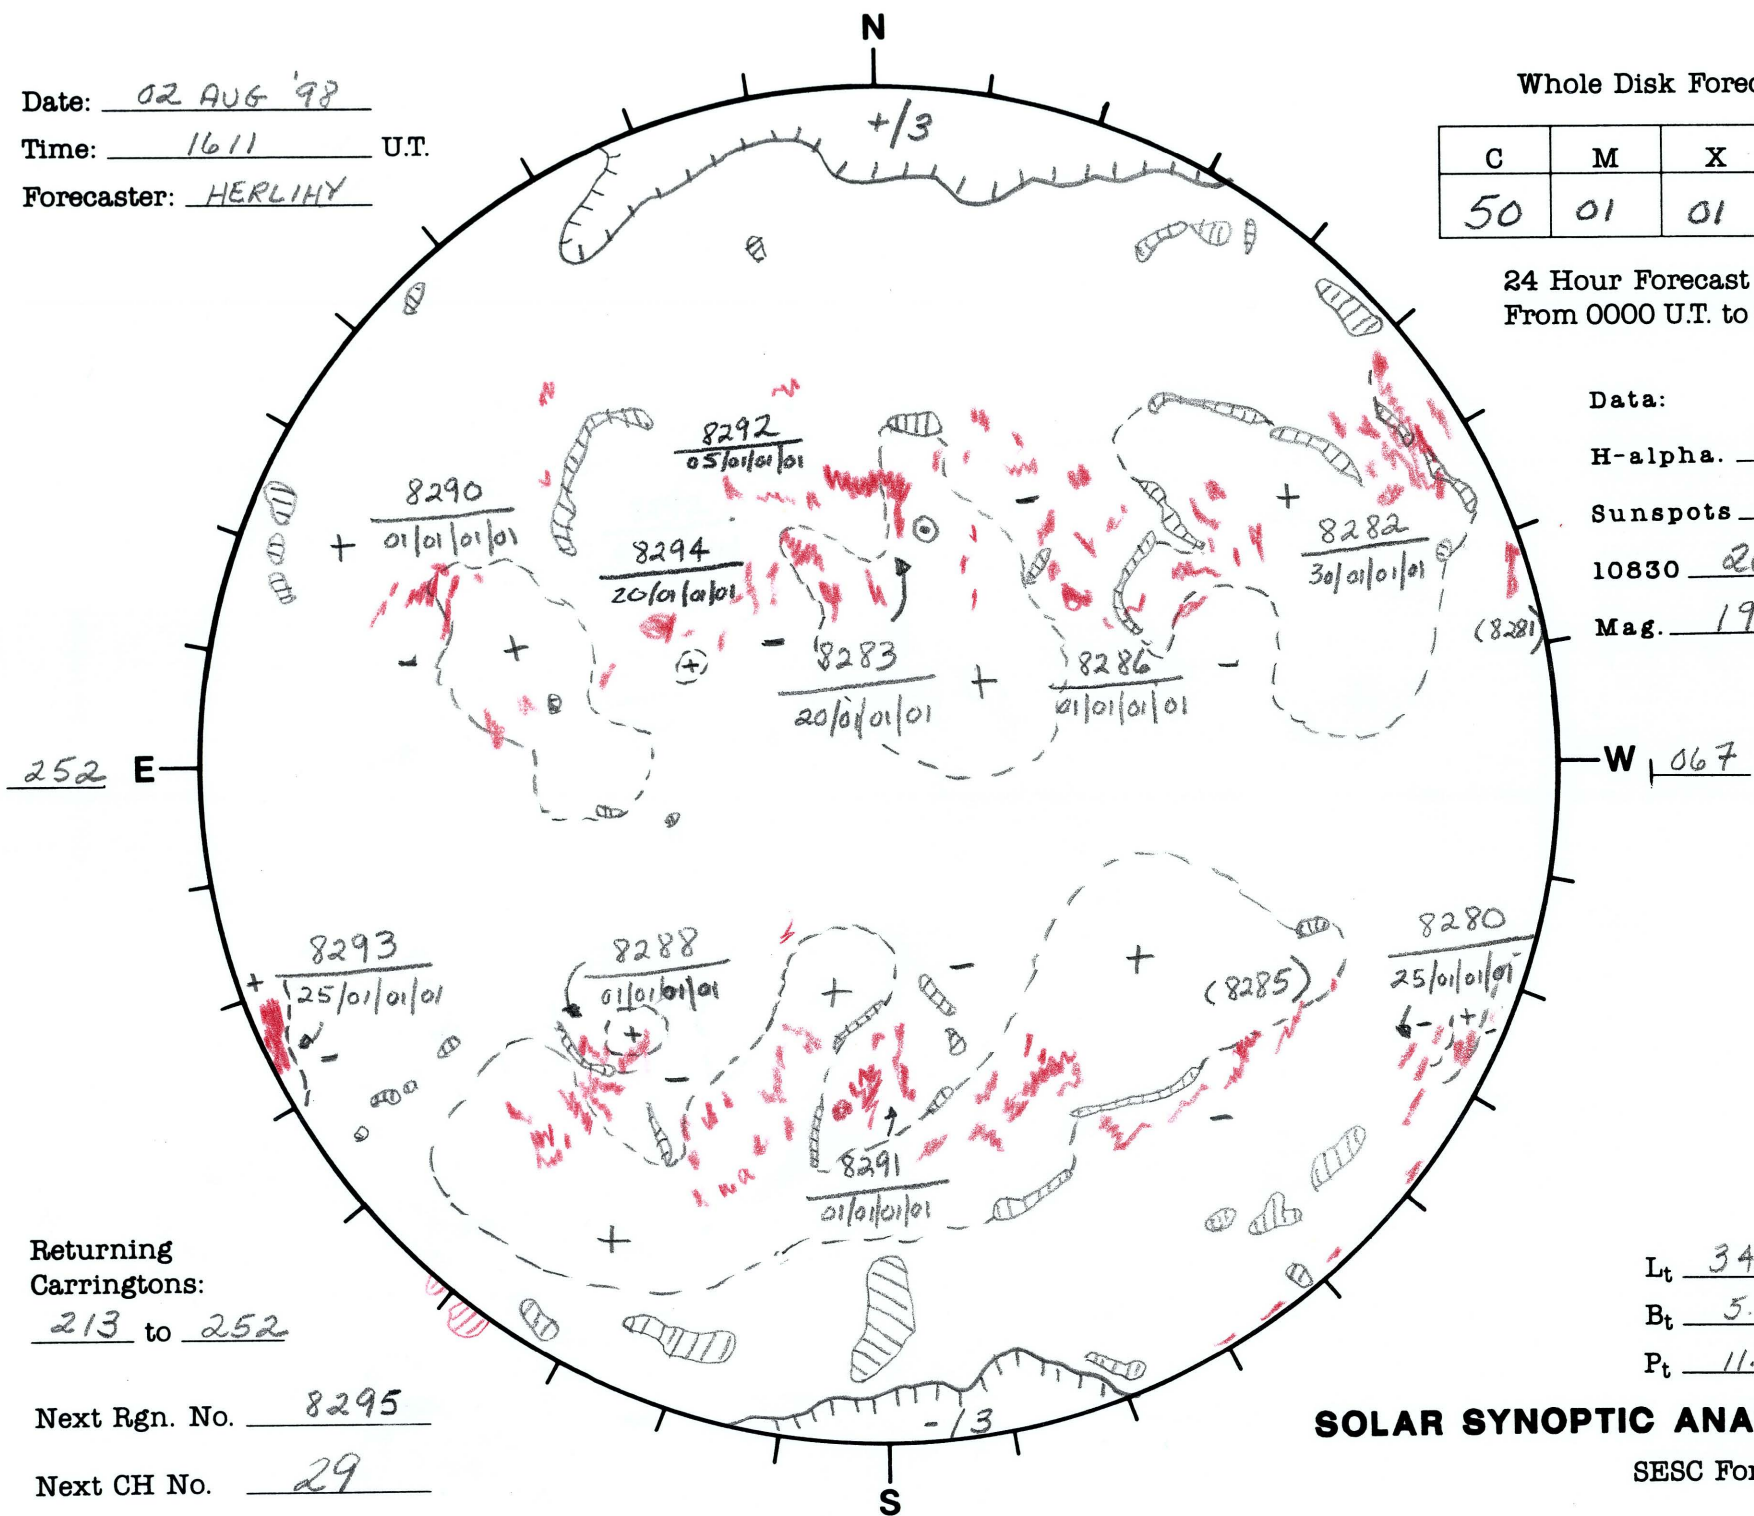 N
Date: 02 AUG '98
Time: 1611 U.T.
Forecaster: HERLIHY
Whole Disk Forec
C M X
50 01 01
24 Hour Forecast
From 0000 U.T. to
Data:
H-alpha.
Sunspots
10830
Mag. 19
+/3
8292
05/01/01/01
8290
01/01/01/01
8294
20/01/01/01
8282
30/01/01/01
(8281)
8283
20/01/01/01
8286
01/01/01/01
252 E
W 067
8293
25/01/01/01
8288
01/01/01/01
(8285)
8280
25/01/01/01
8291
01/01/01/01
Returning
Carringtons:
213 to 252
Lt 34
Bt 5.
Pt 11.
Next Rgn. No. 8295
-/3
SOLAR SYNOPTIC ANA
Next CH No. 29
SESC For
S